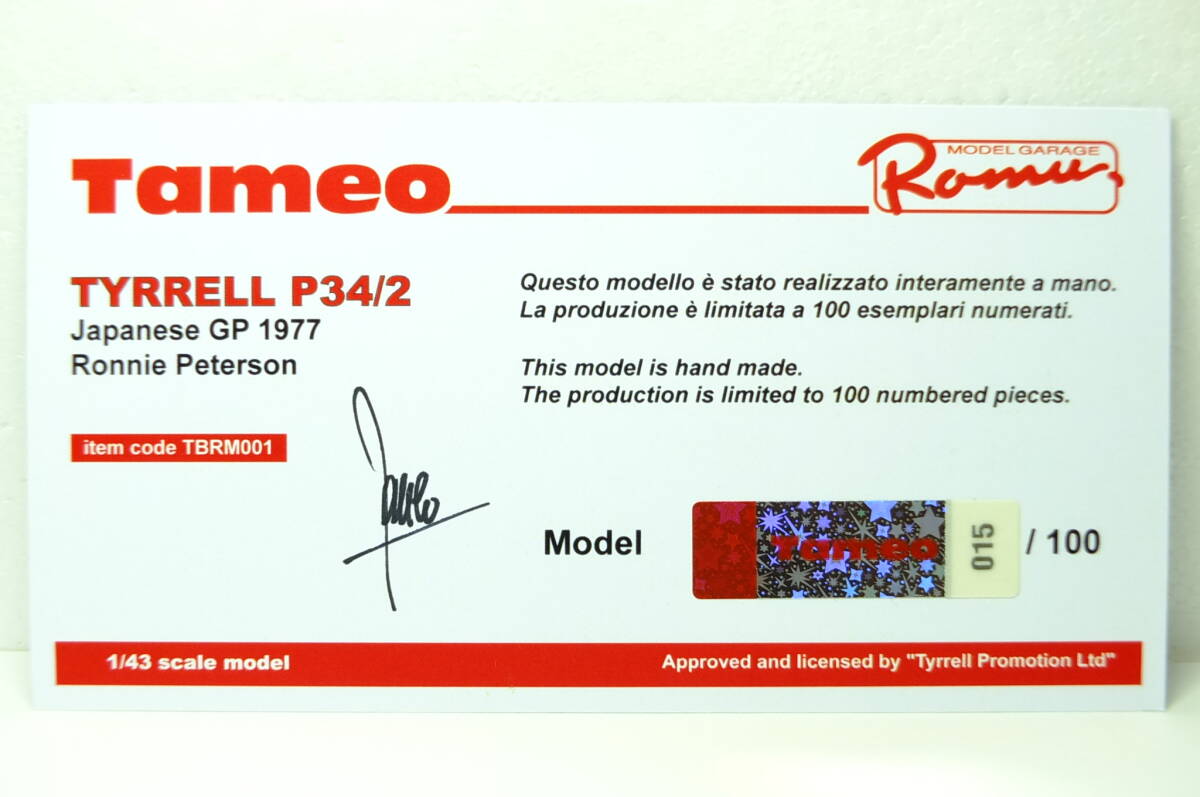 Tameo
MODEL GARAGE
Romu
TYRRELL P34/2
Japanese GP 1977
Ronnie Peterson
item code TBRM001
Questo modello è stato realizzato interamente a mano.
La produzione è limitata a 100 esemplari numerati.
This model is hand made.
The production is limited to 100 numbered pieces.
Tameo
Model
Tameo
015
/ 100
1/43 scale model
Approved and licensed by "Tyrrell Promotion Ltd"